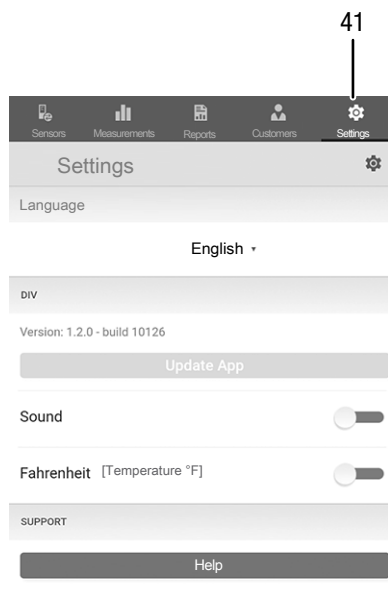 41
Sensors Measurements Reports Customers Settings
Settings
Language
English
DIV
Version: 1.2.0 - build 10126
Update App
Sound
Fahrenheit [Temperature °F]
SUPPORT
Help